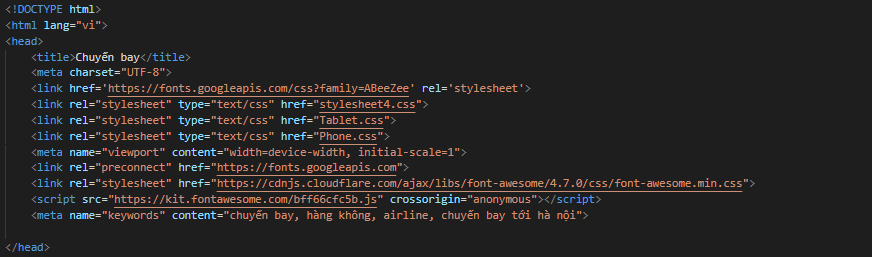 <!DOCTYPE html>
<html lang="vi">
<head>
    <title>Chuyến bay</title>
    <meta charset="UTF-8">
    <link href='https://fonts.googleapis.com/css?family=ABeeZee' rel='stylesheet'>
    <link rel="stylesheet" type="text/css" href="stylesheet4.css">
    <link rel="stylesheet" type="text/css" href="Tablet.css">
    <link rel="stylesheet" type="text/css" href="Phone.css">
    <meta name="viewport" content="width=device-width, initial-scale=1">
    <link rel="preconnect" href="https://fonts.googleapis.com">
    <link rel="stylesheet" href="https://cdnjs.cloudflare.com/ajax/libs/font-awesome/4.7.0/css/font-awesome.min.css">
    <script src="https://kit.fontawesome.com/bff66cfc5b.js" crossorigin="anonymous"></script>
    <meta name="keywords" content="chuyến bay, hàng không, airline, chuyến bay tới hà nội">
</head>